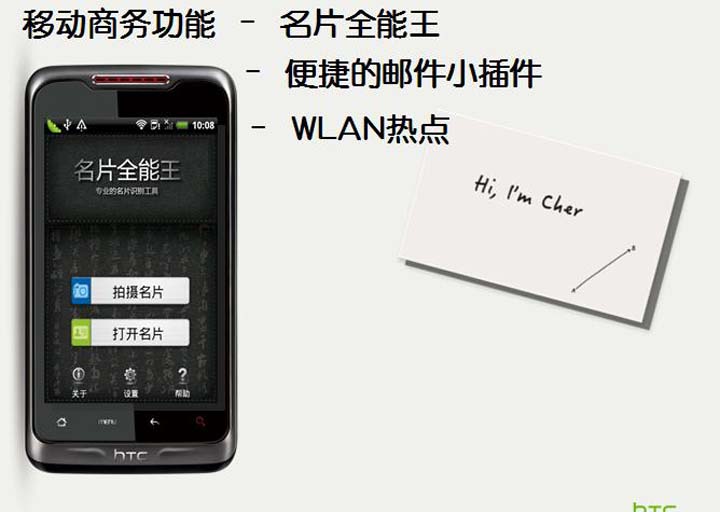 移动商务功能 - 名片全能王
- 便捷的邮件小插件
- WLAN热点
10:08
名片全能王
专业的名片识别工具
拍摄名片
打开名片
关于 设置 帮助
menu
hTC
Hi, I'm Cher
B
A
hTC